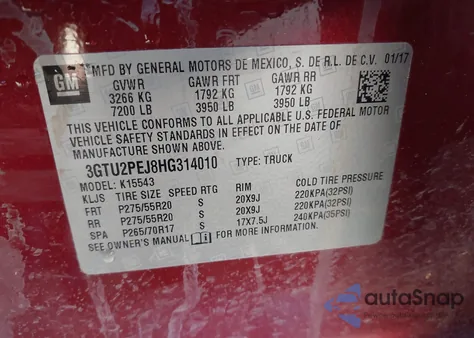 GM
MFD BY GENERAL MOTORS DE MEXICO, S. DE R.L. DE C.V. 01/17
GVWR GAWR FRT GAWR RR
3266 KG 1792 KG 1792 KG
7200 LB 3950 LB 3950 LB
THIS VEHICLE CONFORMS TO ALL APPLICABLE U.S. FEDERAL MOTOR
VEHICLE SAFETY STANDARDS IN EFFECT ON THE DATE OF
MANUFACTURE SHOWN ABOVE.
3GTU2PEJ8HG314010 TYPE: TRUCK
MODEL: K15543
KLJS TIRE SIZE SPEED RTG RIM COLD TIRE PRESSURE
FRT P275/55R20 S 20X9J 220KPA(32PSI)
RR P275/55R20 S 20X9J 220KPA(32PSI)
SPA P265/70R17 S 17X7.5J 240KPA(35PSI)
SEE OWNER'S MANUAL FOR MORE INFORMATION.
autoSnap